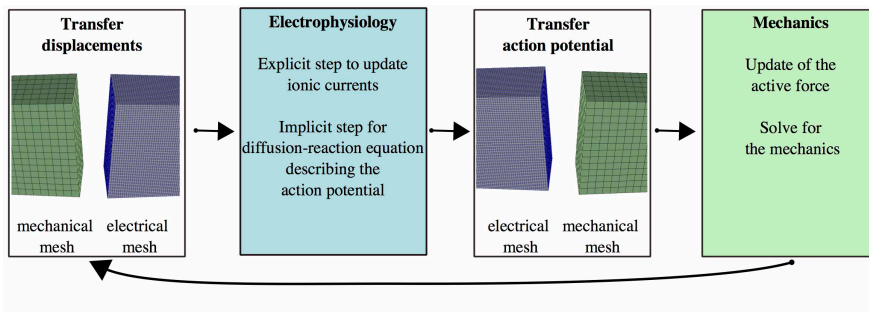 Transfer
displacements
mechanical
mesh
electrical
mesh
Electrophysiology
Explicit step to update
ionic currents
Implicit step for
diffusion-reaction equation
describing the
action potential
Transfer
action potential
electrical
mesh
mechanical
mesh
Mechanics
Update of the
active force
Solve for
the mechanics